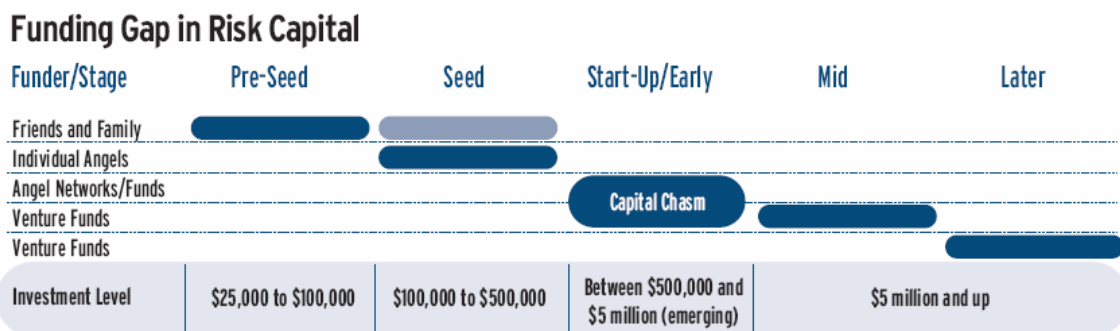 Funding Gap in Risk Capital
Funder/Stage Pre-Seed Seed Start-Up/Early Mid Later
Friends and Family
Individual Angels
Angel Networks/Funds
Capital Chasm
Venture Funds
Venture Funds
Investment Level $25,000 to $100,000 $100,000 to $500,000 Between $500,000 and $5 million and up
$5 million (emerging)